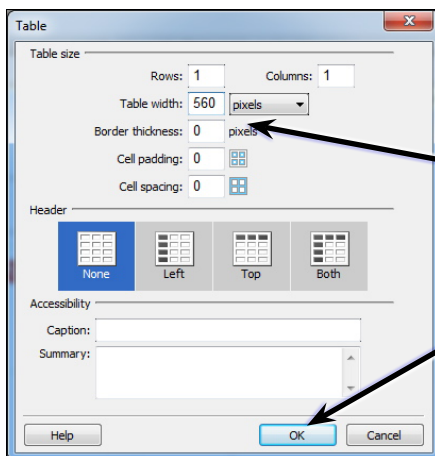 Table
Table size
Rows: 1 Columns: 1
Table width: 560 pixels
Border thickness: 0 pixels
Cell padding: 0
Cell spacing: 0
Header
None Left Top Both
Accessibility
Caption:
Summary:
Help OK Cancel